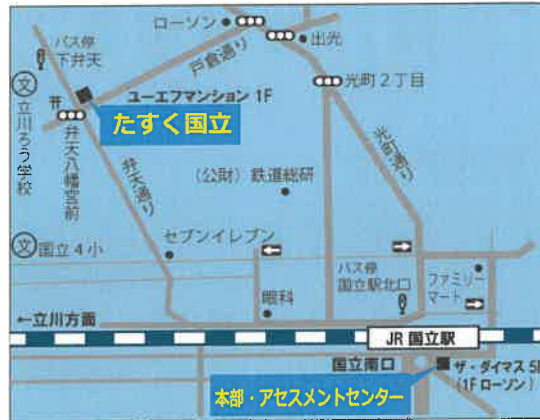 ローソン
出光
バス停
下弁天
戸倉通り
光町2丁目
文
立川ろう学校
ユーエフマンション 1F
たすく国立
弁天八幡宮前
弁天通り
(公財)鉄道総研
光町通り
セブンイレブン
文 国立4小
バス停
国立駅北口
ファミリー
マート
眼科
←立川方面
JR 国立駅
国立南口
ザ・ダイマス 5F
(1F ローソン)
本部・アセスメントセンター